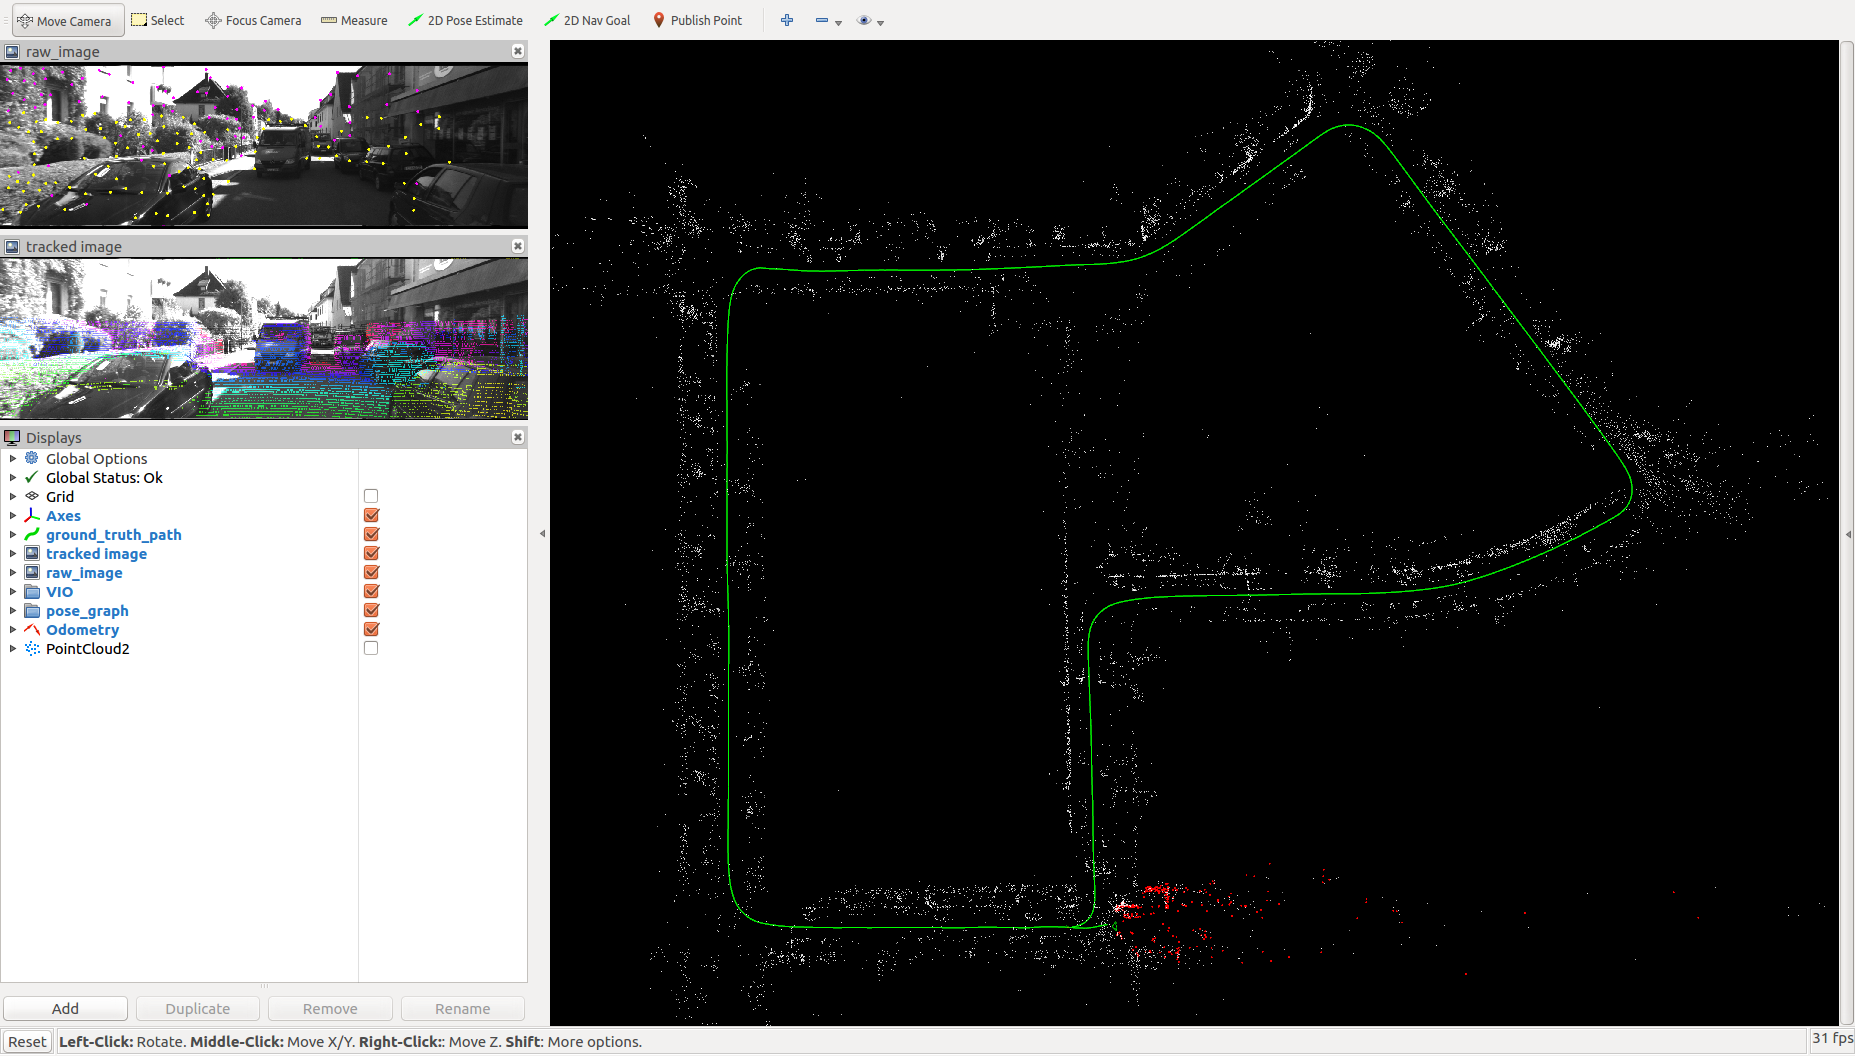 Move Camera Select Focus Camera Measure 2D Pose Estimate 2D Nav Goal Publish Point
raw_image
tracked image
Displays
Global Options
Global Status: Ok
Grid
Axes
ground_truth_path
tracked image
raw_image
VIO
pose_graph
Odometry
PointCloud2
Add Duplicate Remove Rename
Reset Left-Click: Rotate. Middle-Click: Move X/Y. Right-Click:: Move Z. Shift: More options. 31 fps